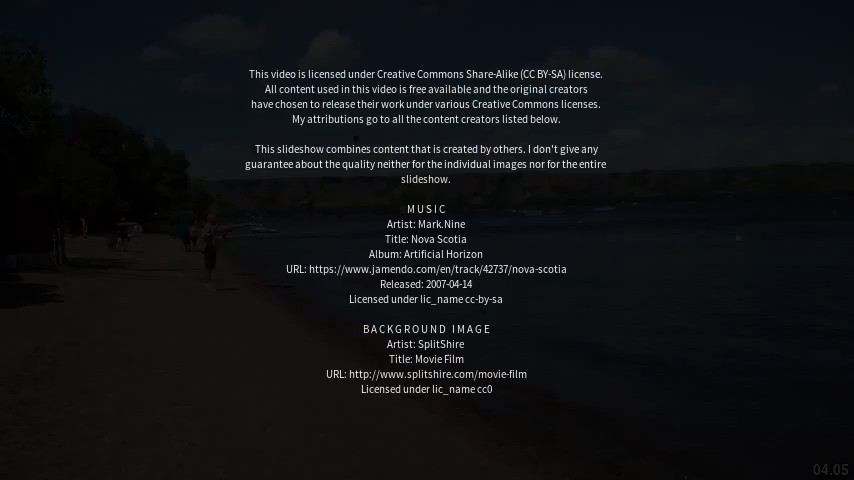 This video is licensed under Creative Commons Share-Alike (CC BY-SA) license.
All content used in this video is free available and the original creators
have chosen to release their work under various Creative Commons licenses.
My attributions go to all the content creators listed below.
This slideshow combines content that is created by others. I don't give any
guarantee about the quality neither for the individual images nor for the entire
slideshow.
MUSIC
Artist: Mark.Nine
Title: Nova Scotia
Album: Artificial Horizon
URL: https://www.jamendo.com/en/track/42737/nova-scotia
Released: 2007-04-14
Licensed under lic_name cc-by-sa
BACKGROUND IMAGE
Artist: SplitShire
Title: Movie Film
URL: http://www.splitshire.com/movie-film
Licensed under lic_name cc0
04.05